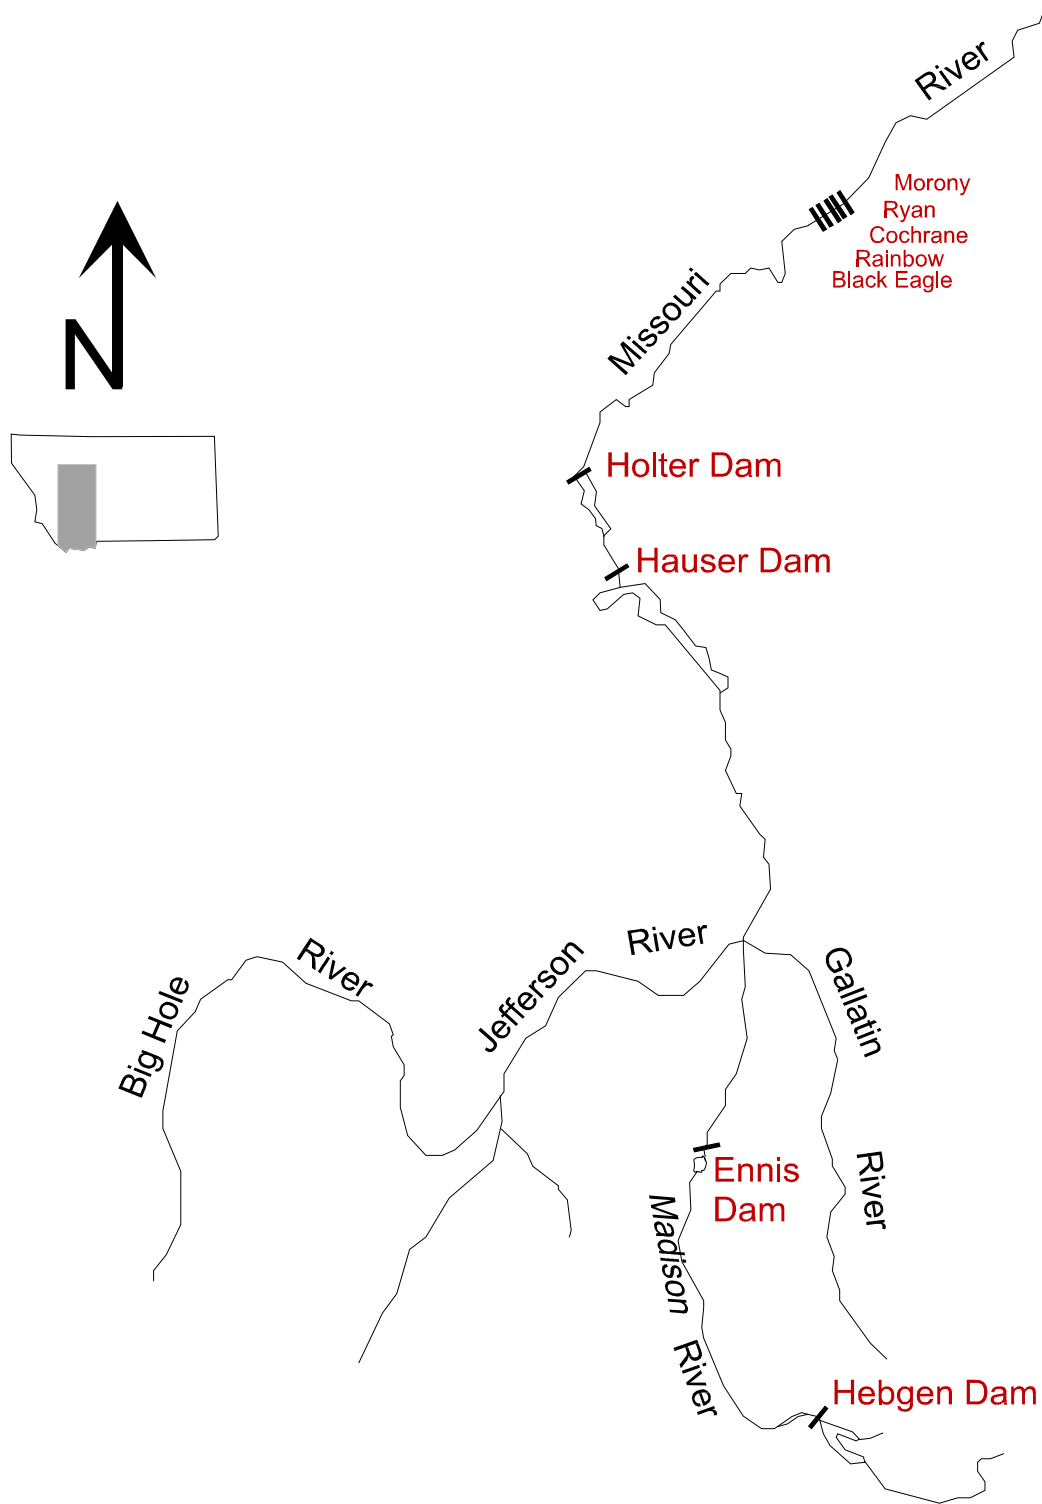 River
Morony
Ryan
Cochrane
Rainbow
Black Eagle
Missouri
N
Holter Dam
Hauser Dam
River
River
Jefferson
Gallatin
Big Hole
Ennis
Dam
River
Madison
River
Hebgen Dam